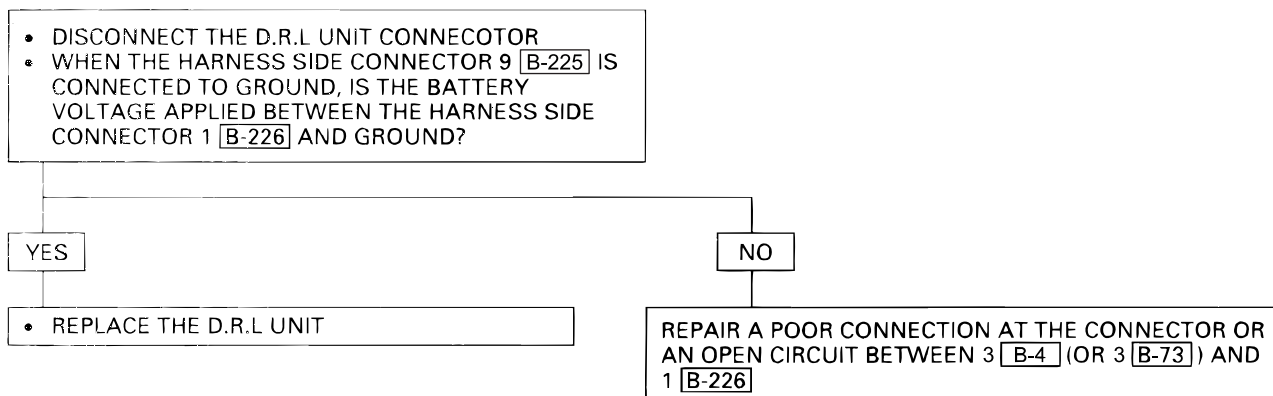 • DISCONNECT THE D.R.L UNIT CONNECOTOR
• WHEN THE HARNESS SIDE CONNECTOR 9 B-225 IS
CONNECTED TO GROUND, IS THE BATTERY
VOLTAGE APPLIED BETWEEN THE HARNESS SIDE
CONNECTOR 1 B-226 AND GROUND?
YES
NO
• REPLACE THE D.R.L UNIT
REPAIR A POOR CONNECTION AT THE CONNECTOR OR
AN OPEN CIRCUIT BETWEEN 3 B-4 (OR 3 B-73) AND
1 B-226